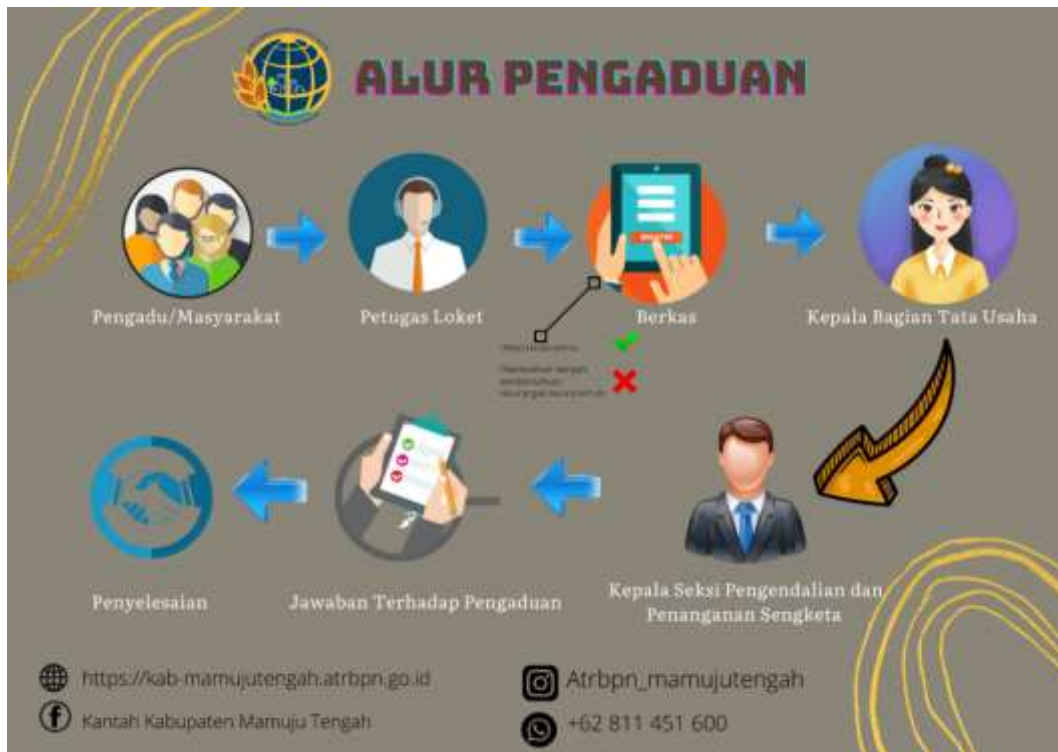 ALUR PENGADUAN
Pengadu/Masyarakat
Petugas Loket
Berkas
Kepala Bagian Tata Usaha
Penyelesaian
Jawaban Terhadap Pengaduan
Kepala Seksi Pengendalian dan
Penanganan Sengketa
https://kab-mamujutengah.atrbpn.go.id
Atrbpn_mamujutengah
Kantah Kabupaten Mamuju Tengah
+62 811 451 600